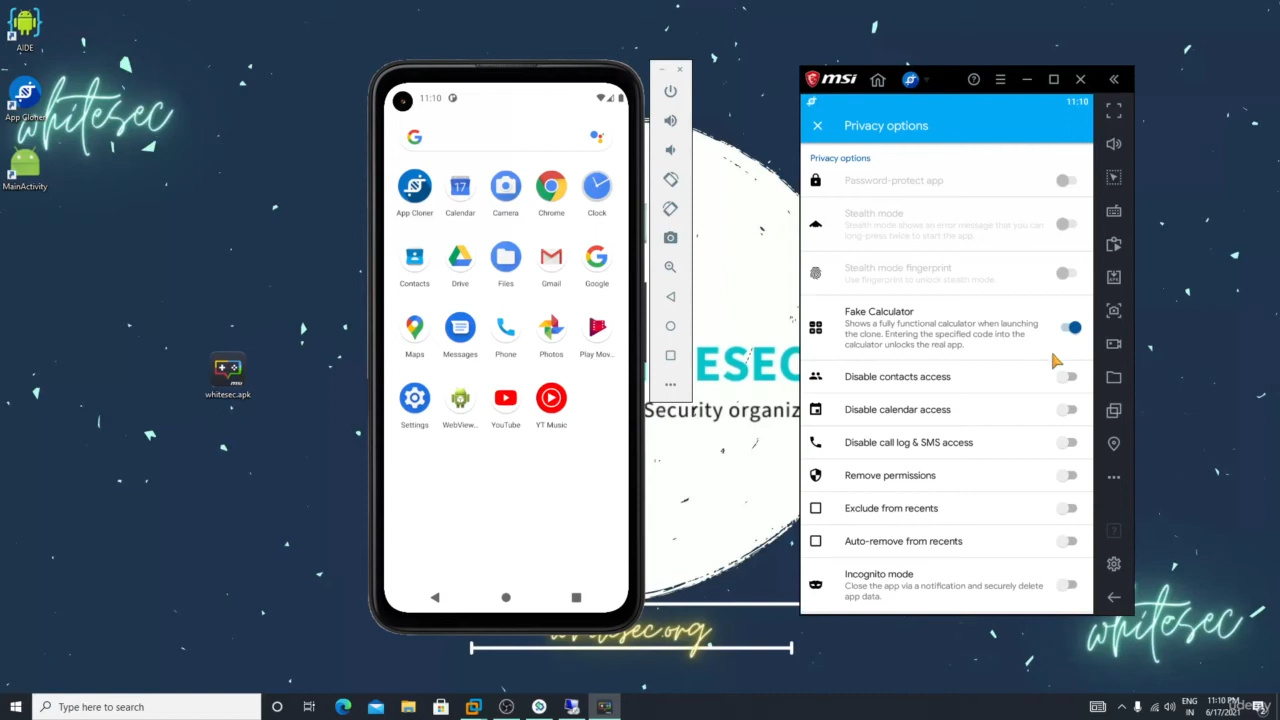 AIDE
App Cloner
MainActivity
whitesec
whitesec.apk
11:10
App Cloner
Calendar
Camera
Chrome
Clock
17
Contacts
Drive
Files
Gmail
Google
Maps
Messages
Phone
Photos
Play Mov..
Settings
WebView..
YouTube
YT Music
ESEC
Security organiz
whitesec.org
msi
11:10
Privacy options
Privacy options
Password-protect app
Stealth mode
Stealth mode shows an error message that you can
long-press twice to start the app.
Stealth mode fingerprint
Use fingerprint to unlock stealth mode.
Fake Calculator
Shows a fully functional calculator when launching
the clone. Entering the specified code into the
calculator unlocks the real app.
Disable contacts access
Disable calendar access
Disable call log & SMS access
Remove permissions
Exclude from recents
Auto-remove from recents
Incognito mode
Close the app via a notification and securely delete
app data.
whitesec
Type here to search
ENG
IN
11:10 PM